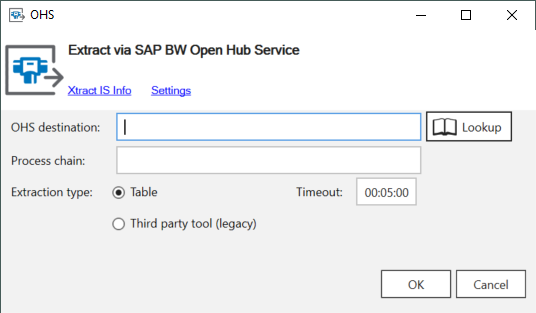 OHS
Extract via SAP BW Open Hub Service
Xtract IS Info Settings
OHS destination: Lookup
Process chain:
Extraction type: Table Timeout: 00:05:00
Third party tool (legacy)
OK Cancel